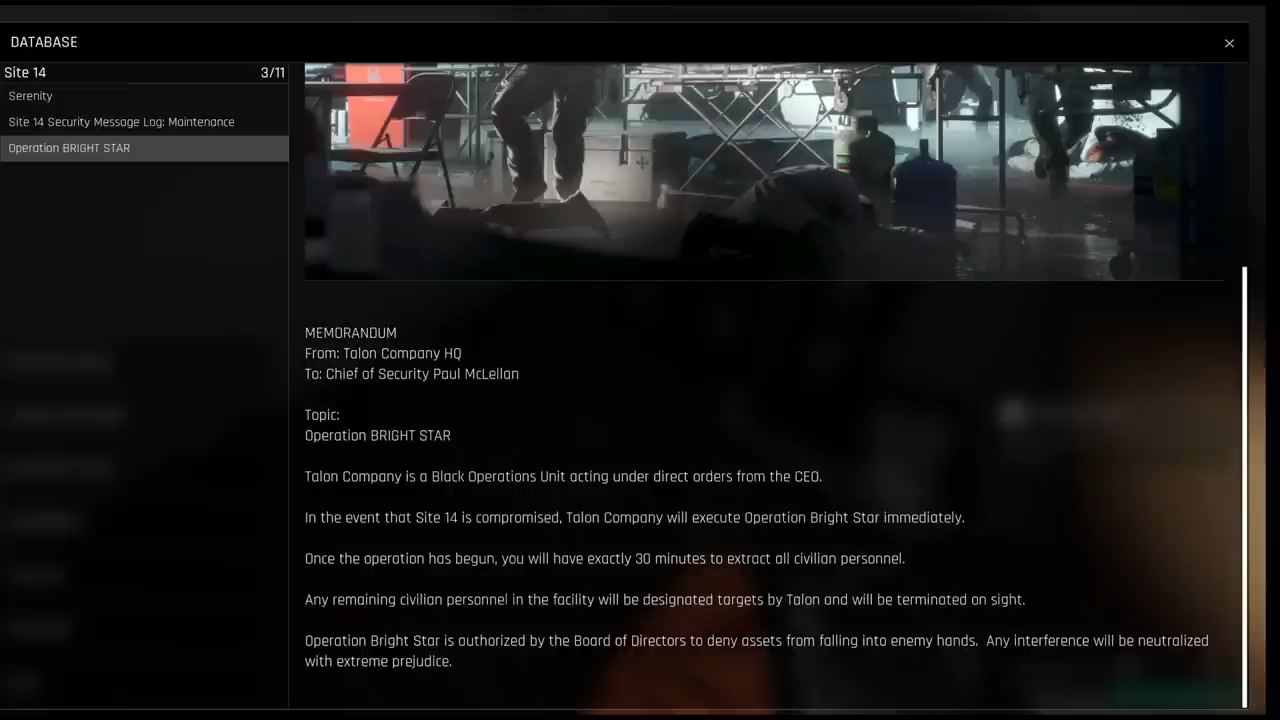 DATABASE
Site 14 3/11
Serenity
Site 14 Security Message Log: Maintenance
Operation BRIGHT STAR
MEMORANDUM
From: Talon Company HQ
To: Chief of Security Paul McLellan
Topic:
Operation BRIGHT STAR
Talon Company is a Black Operations Unit acting under direct orders from the CEO.
In the event that Site 14 is compromised, Talon Company will execute Operation Bright Star immediately.
Once the operation has begun, you will have exactly 30 minutes to extract all civilian personnel.
Any remaining civilian personnel in the facility will be designated targets by Talon and will be terminated on sight.
Operation Bright Star is authorized by the Board of Directors to deny assets from falling into enemy hands.  Any interference will be neutralized
with extreme prejudice.